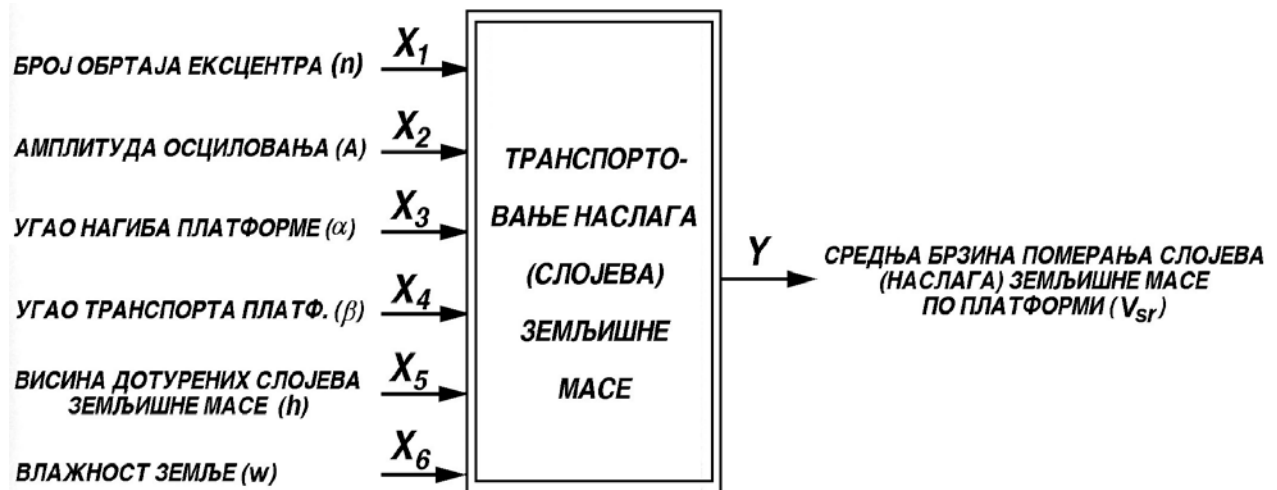 X1
БРОЈ ОБРТАЈА ЕКСЦЕНТРА (n)
X2
АМПЛИТУДА ОСЦИЛОВАЊА (A)
X3
УГАО НАГИБА ПЛАТФОРМЕ (α)
X4
УГАО ТРАНСПОРТА ПЛАТФ. (β)
X5
ВИСИНА ДОТУРЕНИХ СЛОЈЕВА
ЗЕМЉИШНЕ МАСЕ (h)
X6
ВЛАЖНОСТ ЗЕМЉЕ (w)
ТРАНСПОРТО-
ВАЊЕ НАСЛАГА
(СЛОЈЕВА)
ЗЕМЉИШНЕ
МАСЕ
Y
СРЕДЊА БРЗИНА ПОМЕРАЊА СЛОЈЕВА
(НАСЛАГА) ЗЕМЉИШНЕ МАСЕ
ПО ПЛАТФОРМИ (Vsr)